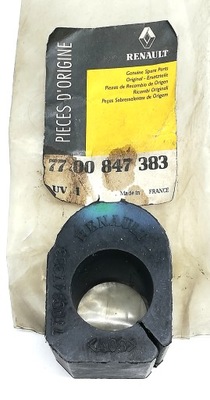 RENAULT
PIECES D'ORIGINE
Genuine Spare Parts
Original - Ersatzteile
Piezas de Recambio de Origen
Ricambi Originali
Peças Sobresselentes de Origem
77 00 847 383
UV 1
Made in FRANCE
RENAULT